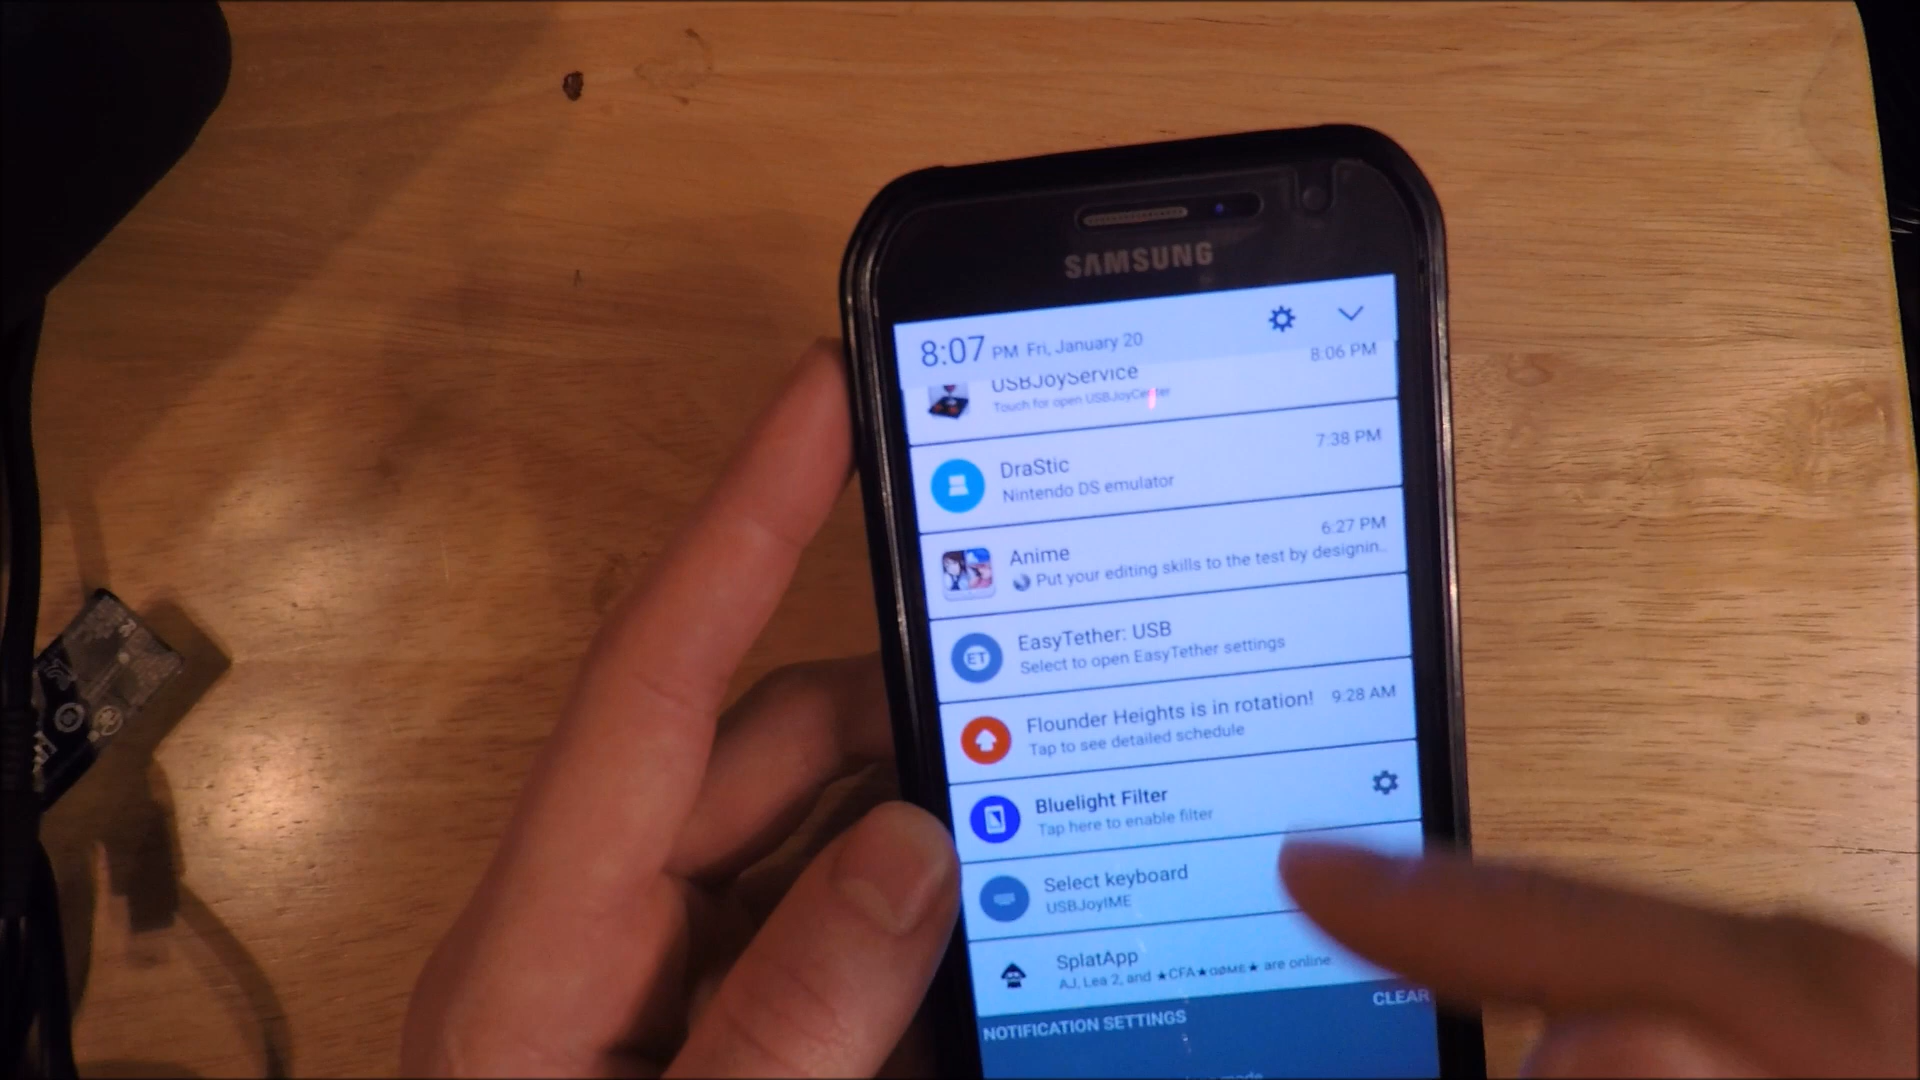 SAMSUNG
8:07 PM Fri, January 20
USBJoyService 8:06 PM
Touch for open USBJoyCenter
DraStic 7:38 PM
Nintendo DS emulator
Anime 6:27 PM
Put your editing skills to the test by designin..
ET
EasyTether: USB
Select to open EasyTether settings
Flounder Heights is in rotation! 9:28 AM
Tap to see detailed schedule
Bluelight Filter
Tap here to enable filter
Select keyboard
USBJoyIME
SplatApp
AJ, Lea 2, and ★CFA★ are online
CLEAR
NOTIFICATION SETTINGS